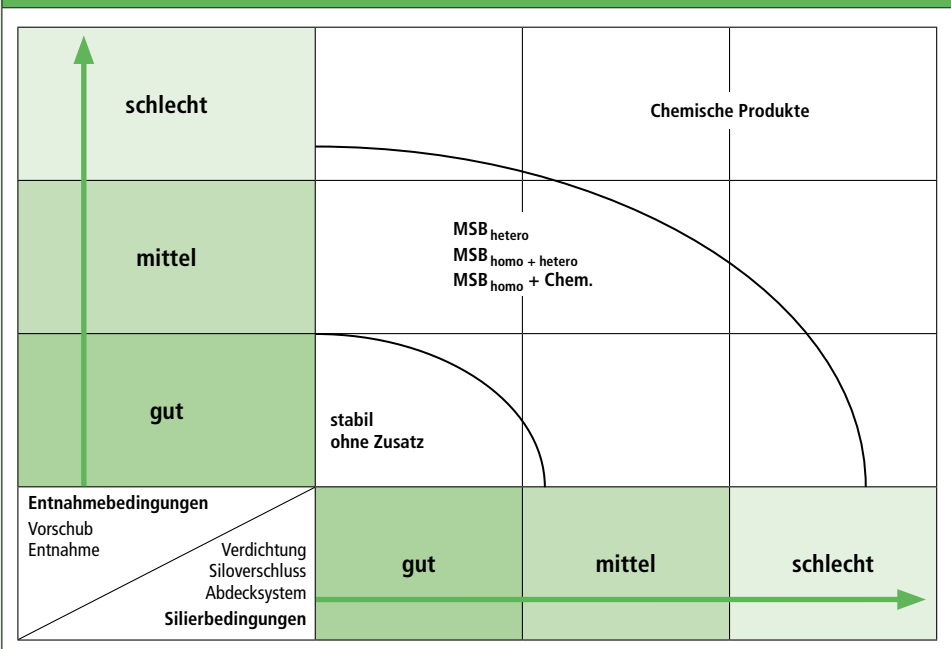 schlecht
Chemische Produkte
mittel
MSB hetero
MSB homo + hetero
MSB homo + Chem.
gut
stabil
ohne Zusatz
Entnahmebedingungen
Vorschub
Entnahme
Verdichtung
Siloverschluss
Abdecksystem
Silierbedingungen
gut
mittel
schlecht